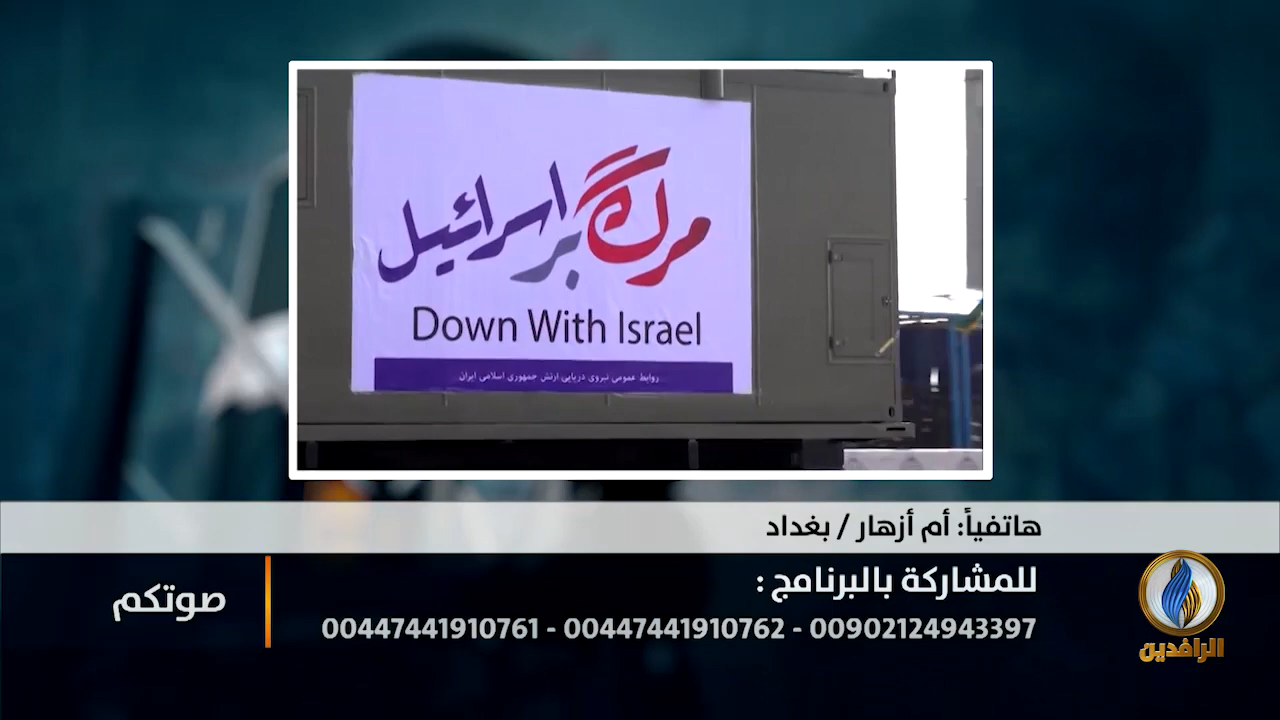 مرگ بر اسرائیل
Down With Israel
روابط عمومی نیروی دریایی ارتش جمهوری اسلامی ایران
هاتفياً: أم أزهار / بغداد
للمشاركة بالبرنامج :
00447441910761 - 00447441910762 - 00902124943397
صوتكم
الرافدين